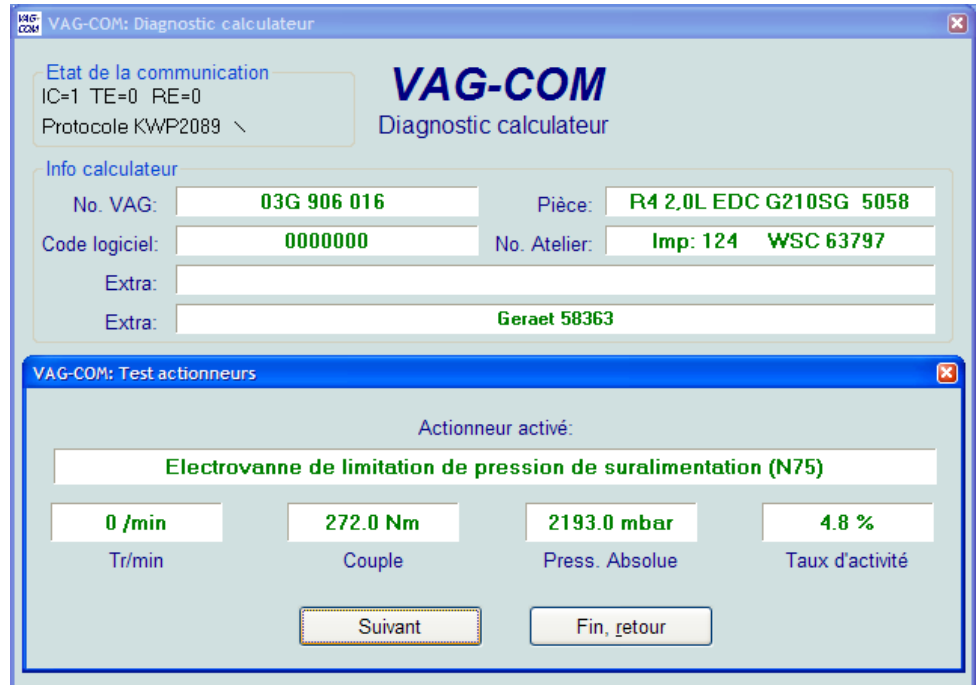 VAG-COM VAG-COM: Diagnostic calculateur
Etat de la communication
IC=1 TE=0 RE=0
Protocole KWP2089 \
VAG-COM
Diagnostic calculateur
Info calculateur
No. VAG: 03G 906 016 Pièce: R4 2,0L EDC G210SG 5058
Code logiciel: 0000000 No. Atelier: Imp: 124 WSC 63797
Extra:
Extra: Geraet 58363
VAG-COM: Test actionneurs
Actionneur activé:
Electrovanne de limitation de pression de suralimentation (N75)
0 /min 272.0 Nm 2193.0 mbar 4.8 %
Tr/min Couple Press. Absolue Taux d'activité
Suivant Fin, retour